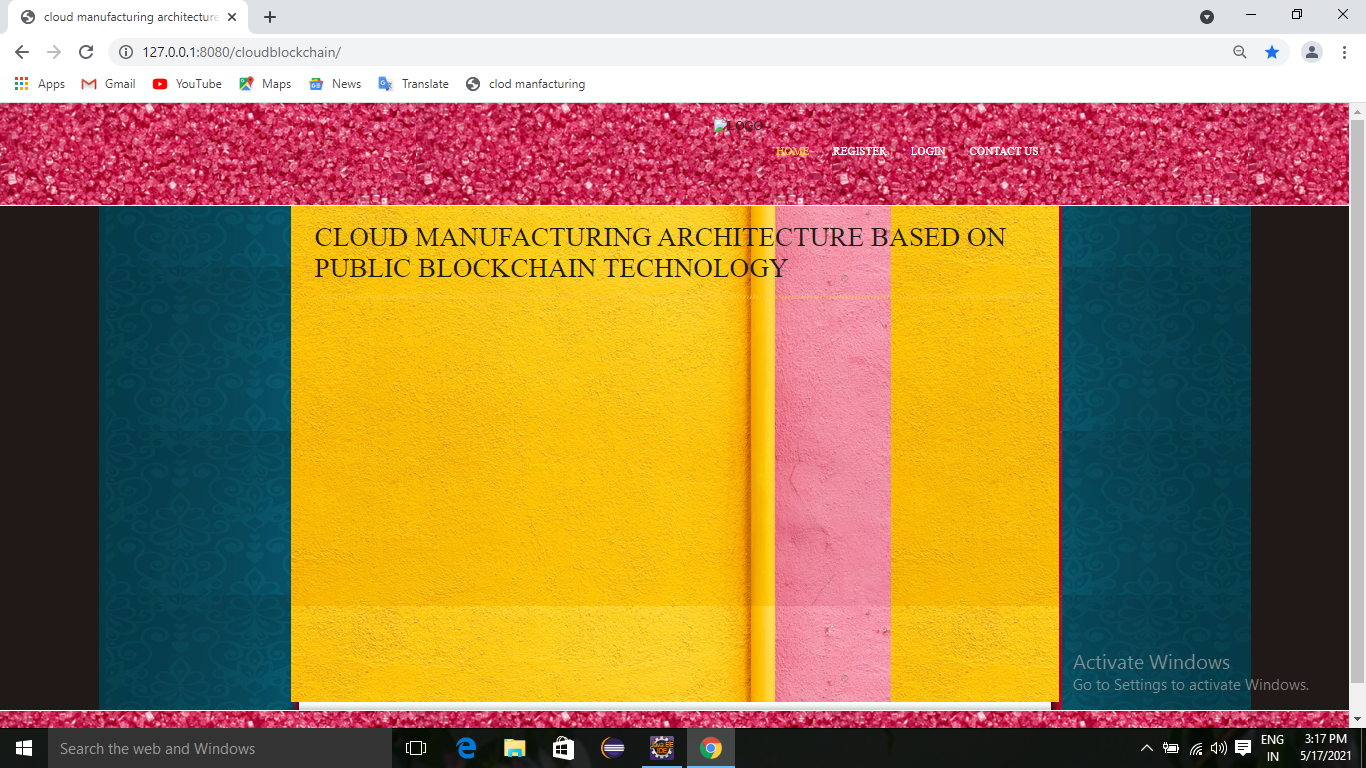 cloud manufacturing architecture
127.0.0.1:8080/cloudblockchain/
Apps Gmail YouTube Maps News Translate clod manfacturing
LOGO
HOME REGISTER LOGIN CONTACT US
CLOUD MANUFACTURING ARCHITECTURE BASED ON
PUBLIC BLOCKCHAIN TECHNOLOGY
Activate Windows
Go to Settings to activate Windows.
Search the web and Windows
ENG
IN
3:17 PM
5/17/2021